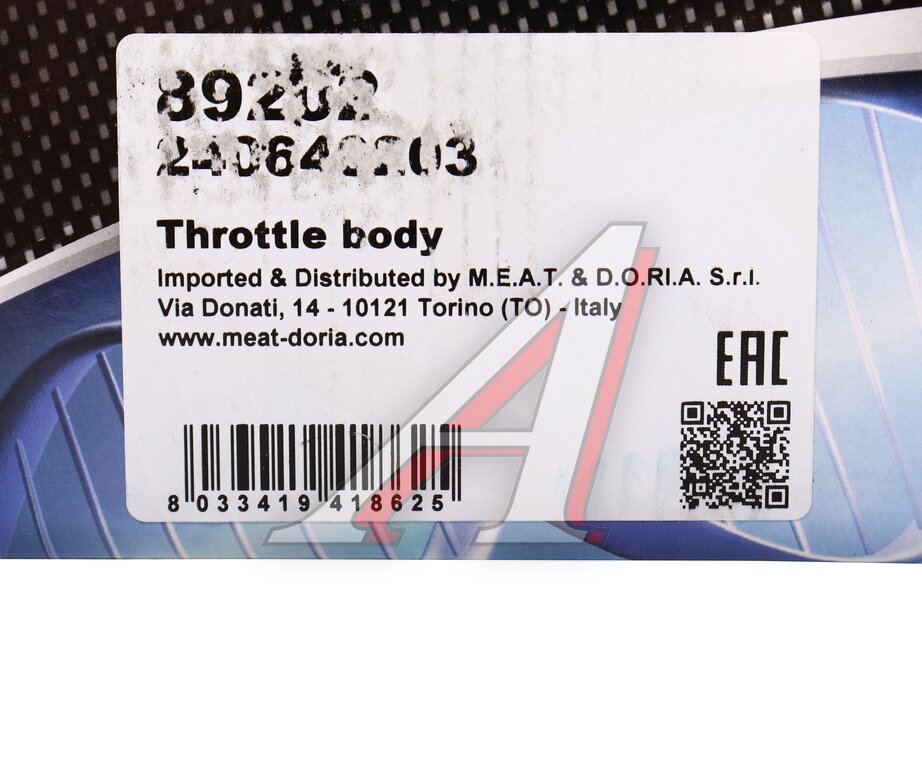 89202
Throttle body
Imported & Distributed by M.E.A.T. & D.O.RI.A. S.r.l.
Via Donati, 14 - 10121 Torino (TO) - Italy
www.meat-doria.com
EAC
8 033419 418625